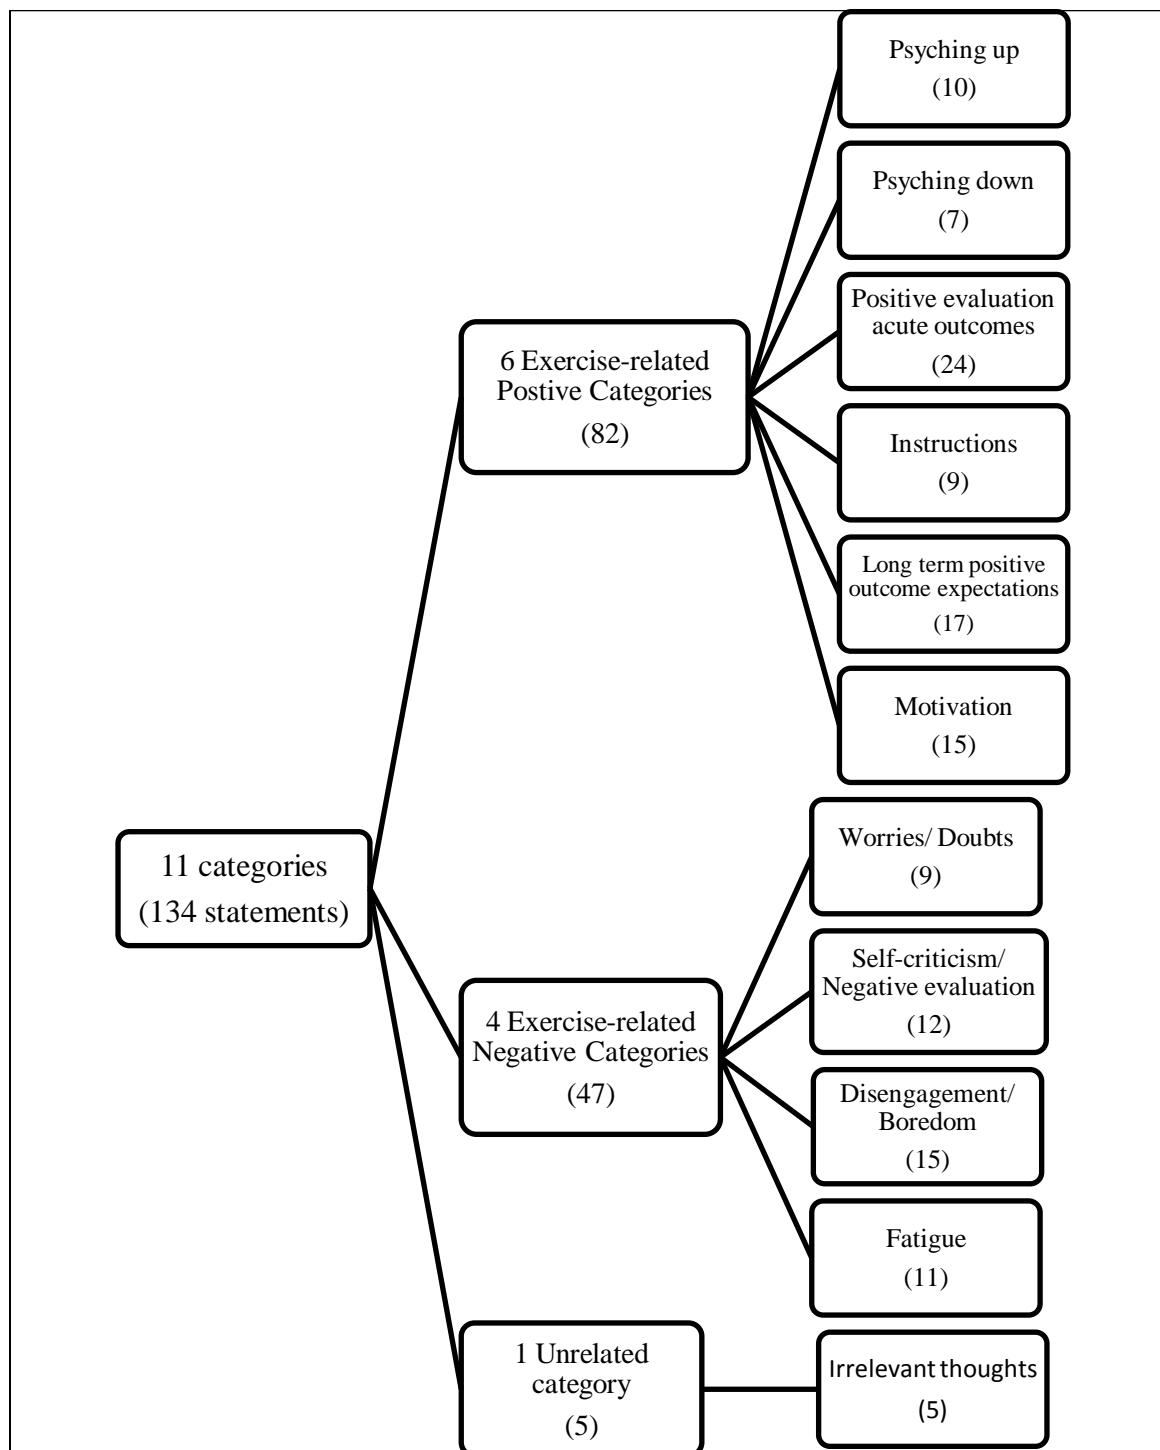 11 categories
(134 statements)
6 Exercise-related
Postive Categories
(82)
Psyching up
(10)
Psyching down
(7)
Positive evaluation
acute outcomes
(24)
Instructions
(9)
Long term positive
outcome expectations
(17)
Motivation
(15)
4 Exercise-related
Negative Categories
(47)
Worries/ Doubts
(9)
Self-criticism/
Negative evaluation
(12)
Disengagement/
Boredom
(15)
Fatigue
(11)
1 Unrelated
category
(5)
Irrelevant thoughts
(5)